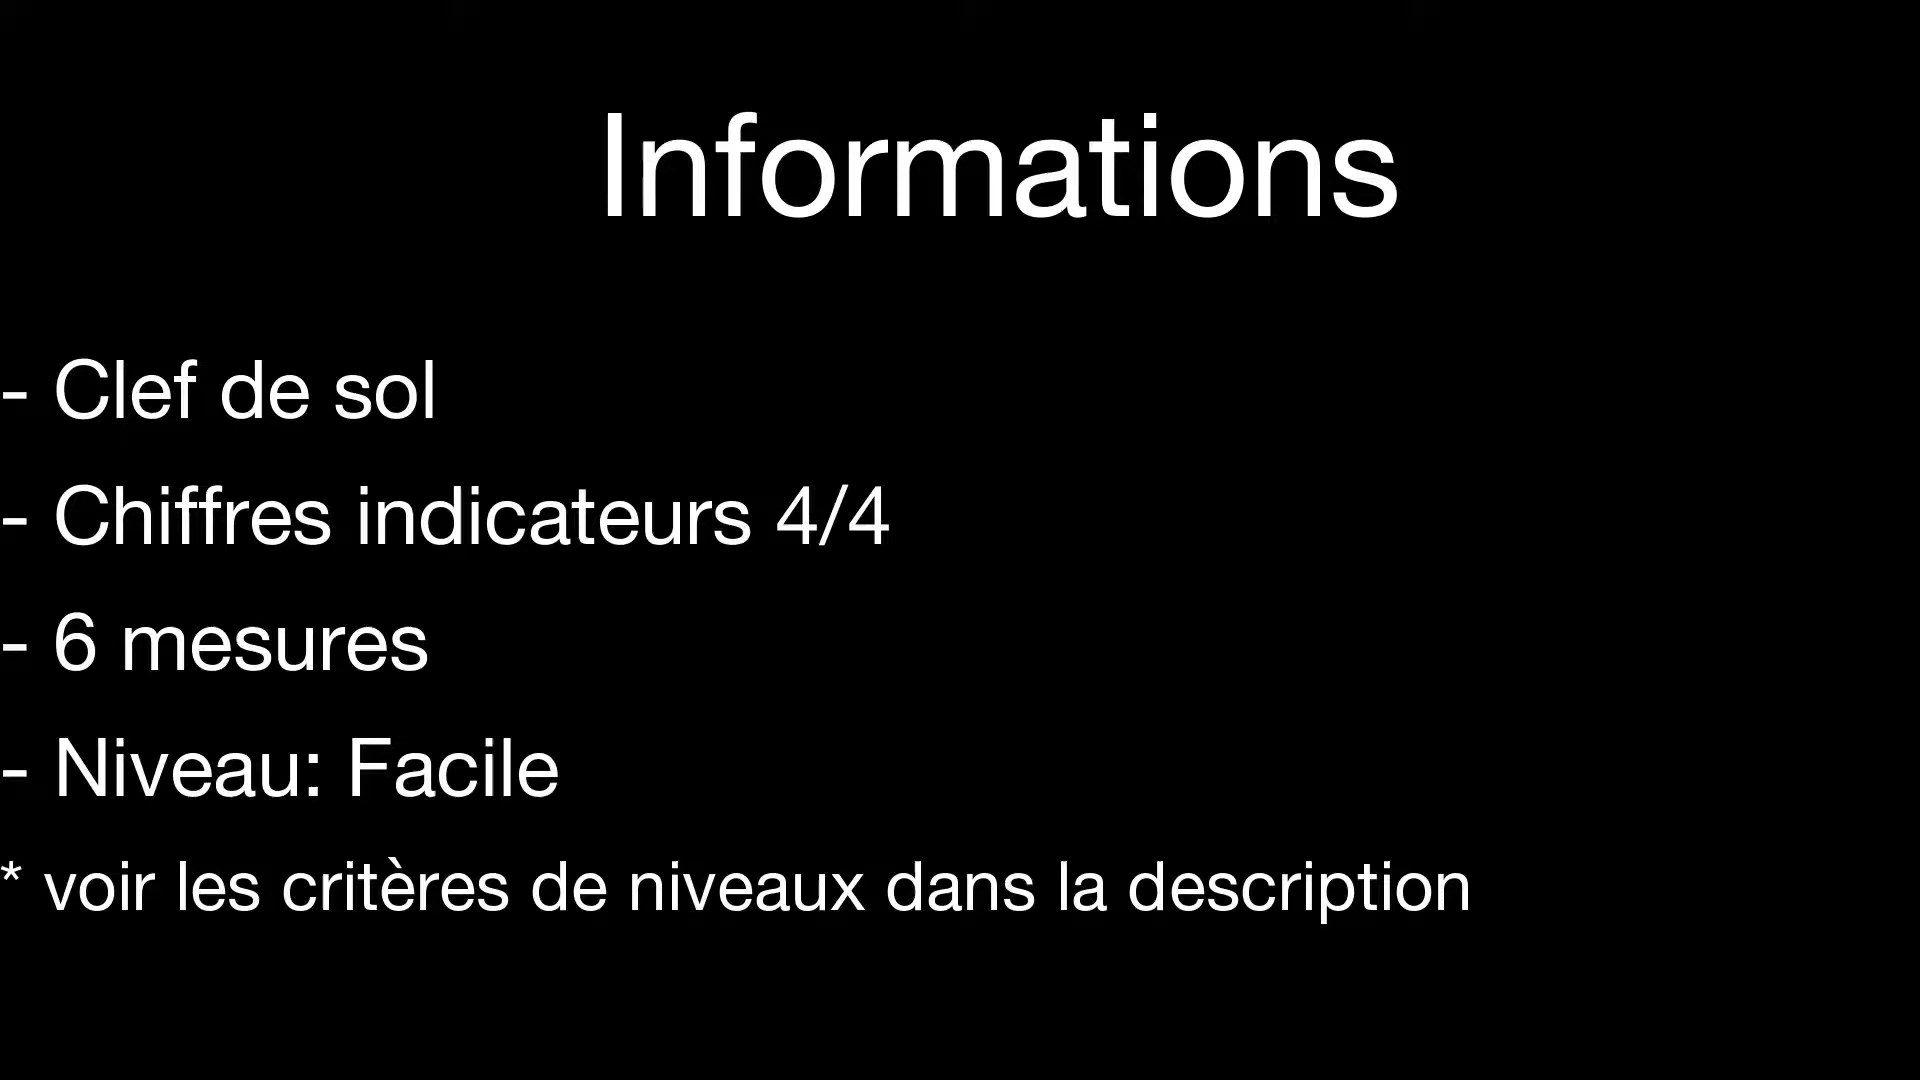 Informations
- Clef de sol
- Chiffres indicateurs 4/4
- 6 mesures
- Niveau: Facile
* voir les critères de niveaux dans la description